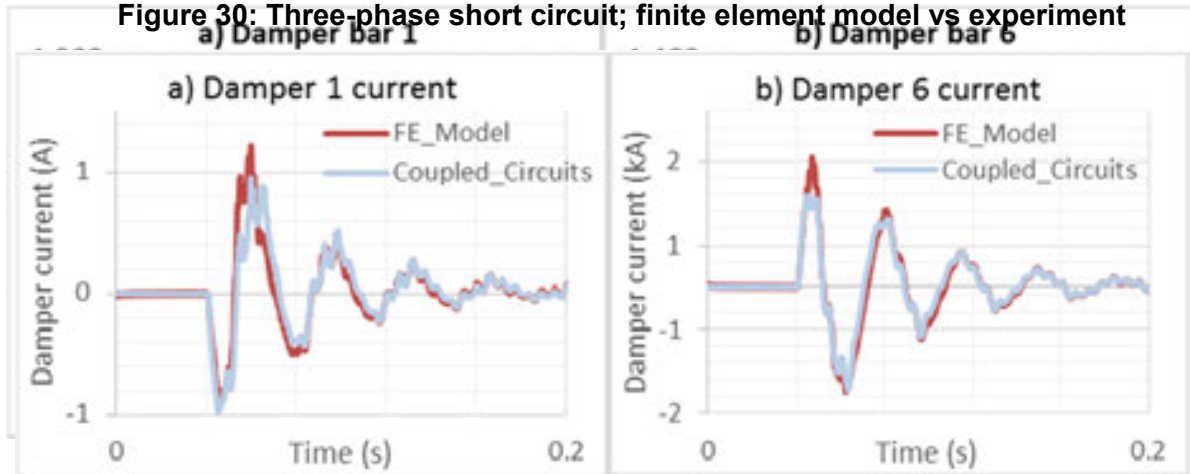 Figure 30: Three-phase short circuit; finite element model vs experiment
a) Damper bar 1
b) Damper bar 6
a) Damper 1 current
FE_Model
Coupled_Circuits
Damper current (A)
1
0
-1
0
Time (s)
0.2
b) Damper 6 current
FE_Model
Coupled_Circuits
Damper current (kA)
2
1
-1
-2
0
Time (s)
0.2